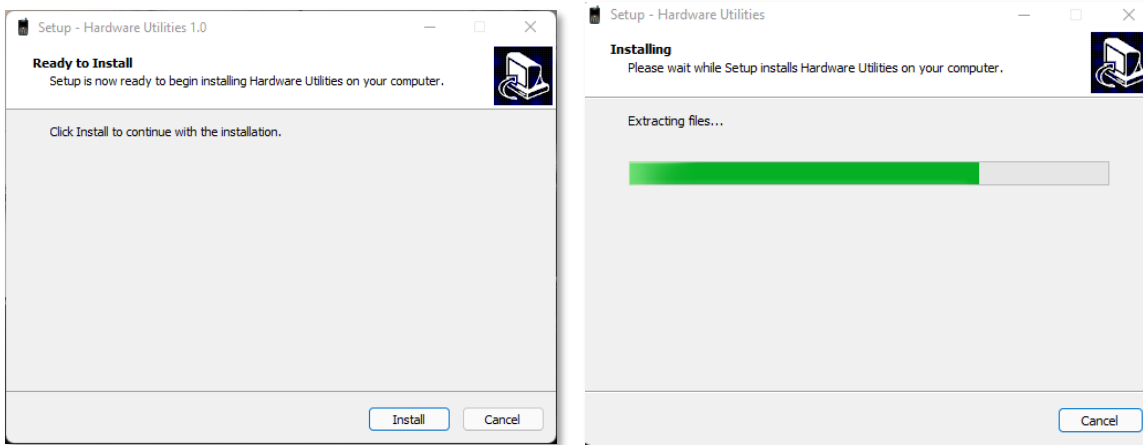 Setup - Hardware Utilities 1.0
Ready to Install
Setup is now ready to begin installing Hardware Utilities on your computer.
Click Install to continue with the installation.
Install
Cancel
Setup - Hardware Utilities
Installing
Please wait while Setup installs Hardware Utilities on your computer.
Extracting files...
Cancel